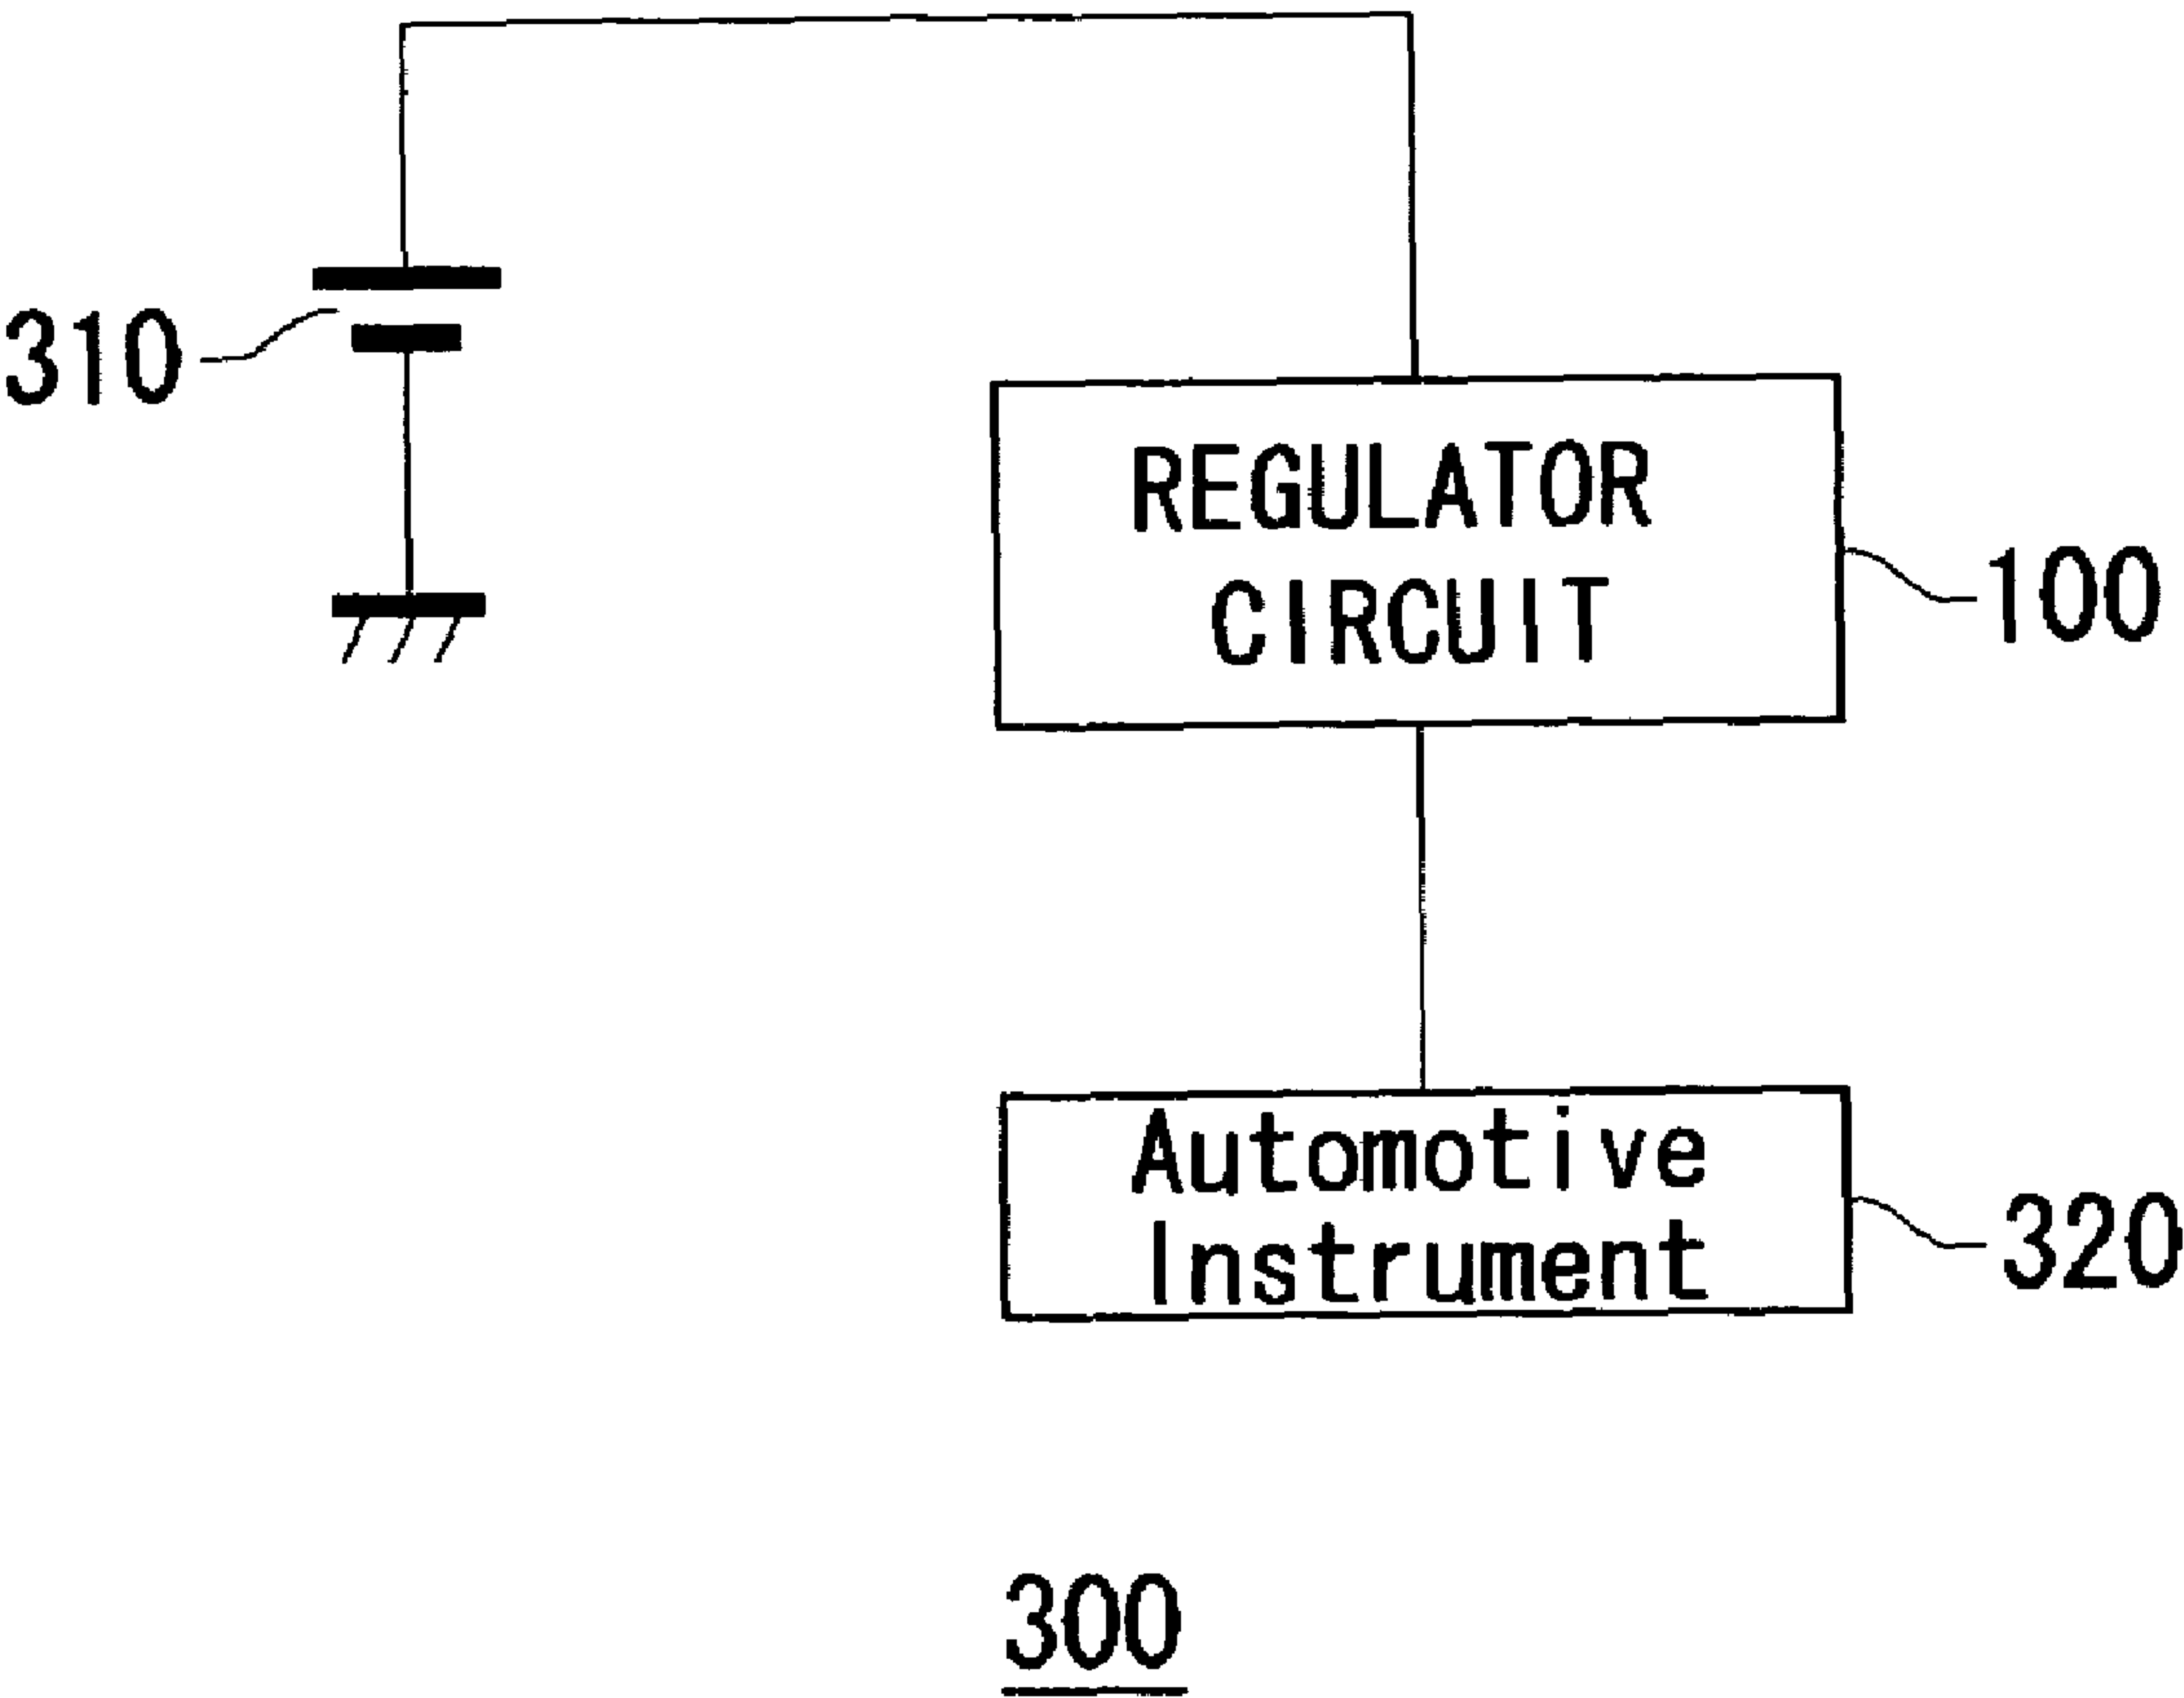 310
REGULATOR
CIRCUIT
100
Automotive
Instrument
320
300